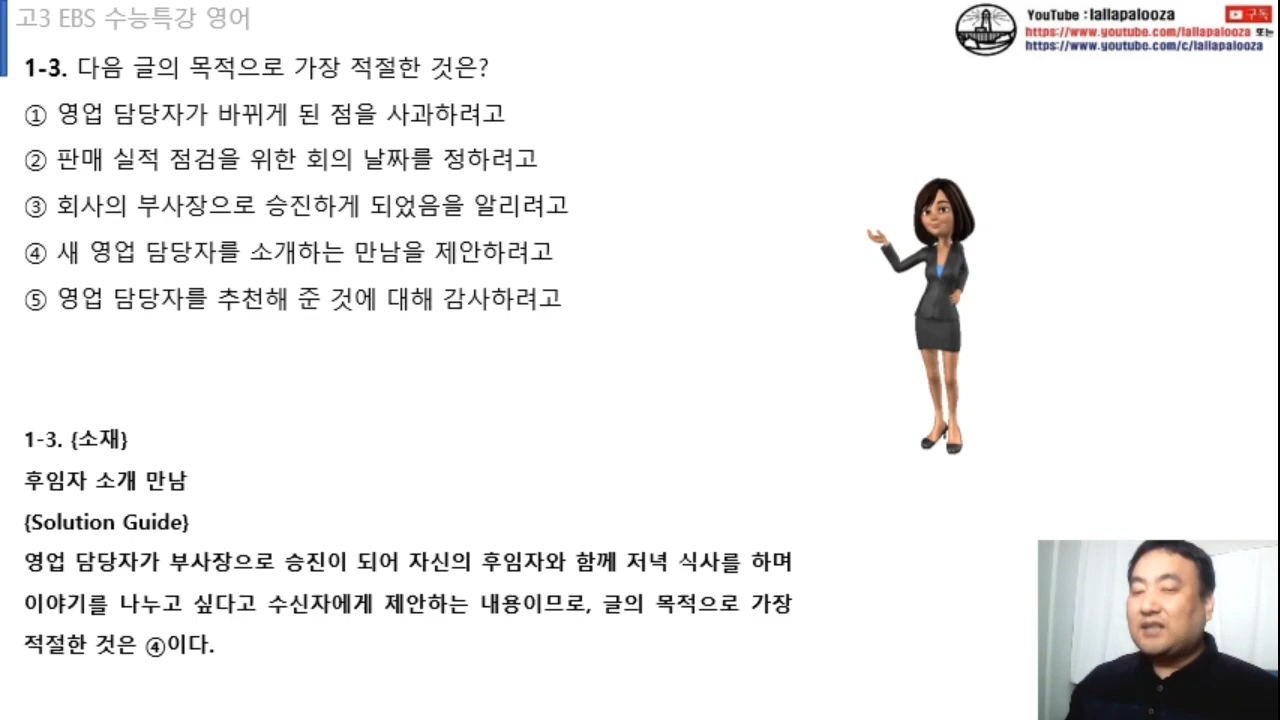 고3 EBS 수능특강 영어
YouTube : lallapalooza
구독
https://www.youtube.com/lallapalooza 또는
https://www.youtube.com/c/lallapalooza
1-3. 다음 글의 목적으로 가장 적절한 것은?
① 영업 담당자가 바뀌게 된 점을 사과하려고
② 판매 실적 점검을 위한 회의 날짜를 정하려고
③ 회사의 부사장으로 승진하게 되었음을 알리려고
④ 새 영업 담당자를 소개하는 만남을 제안하려고
⑤ 영업 담당자를 추천해 준 것에 대해 감사하려고
1-3. {소재}
후임자 소개 만남
{Solution Guide}
영업 담당자가 부사장으로 승진이 되어 자신의 후임자와 함께 저녁 식사를 하며
이야기를 나누고 싶다고 수신자에게 제안하는 내용이므로, 글의 목적으로 가장
적절한 것은 ④이다.